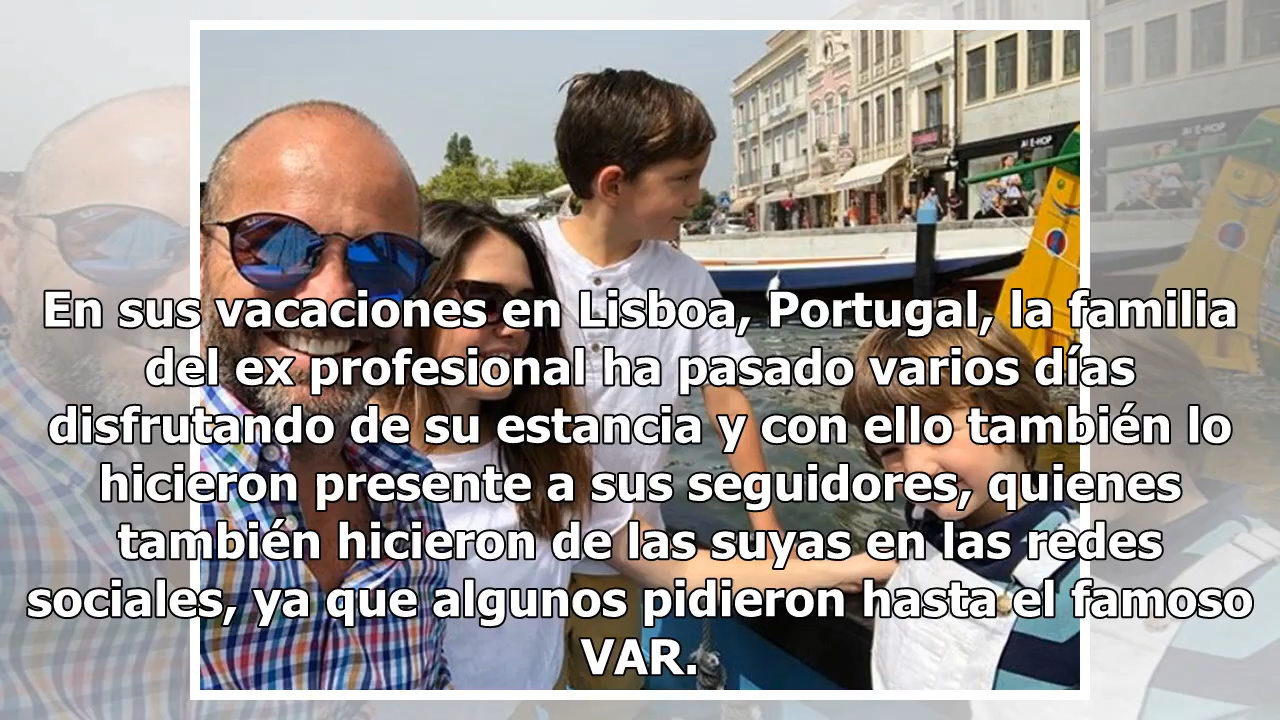 A! E-HOP
En sus vacaciones en Lisboa, Portugal, la familia
del ex profesional ha pasado varios días
disfrutando de su estancia y con ello también lo
hicieron presente a sus seguidores, quienes
también hicieron de las suyas en las redes
sociales, ya que algunos pidieron hasta el famoso
VAR.